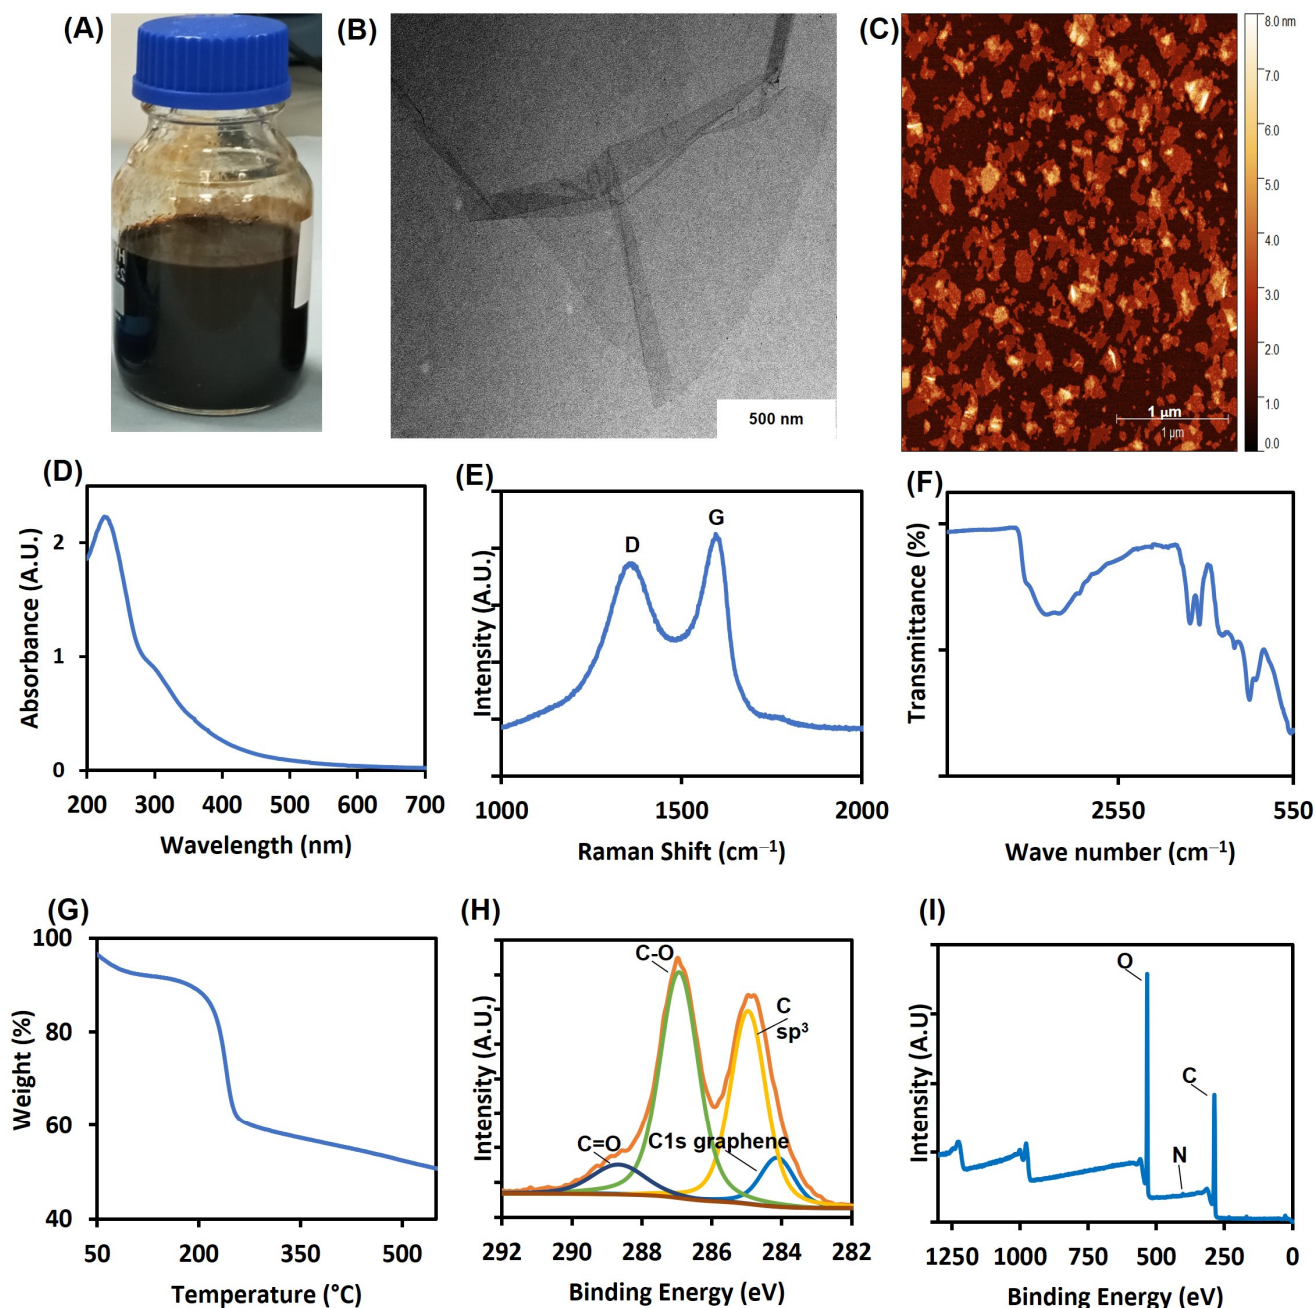 (A)
(B)
500 nm
(C)
8.0 nm
7.0
6.0
5.0
4.0
3.0
2.0
1.0
0.0
1 µm
1 µm
(D)
Absorbance (A.U.)
2
1
0
200 300 400 500 600 700
Wavelength (nm)
(E)
Intensity (A.U.)
D
G
1000 1500 2000
Raman Shift (cm⁻¹)
(F)
Transmittance (%)
2550 550
Wave number (cm⁻¹)
(G)
Weight (%)
100
80
60
40
50 200 350 500
Temperature (°C)
(H)
Intensity (A.U.)
C-O
C
sp³
C1s graphene
C=O
292 290 288 286 284 282
Binding Energy (eV)
(I)
Intensity (A.U)
O
C
N
1250 1000 750 500 250 0
Binding Energy (eV)